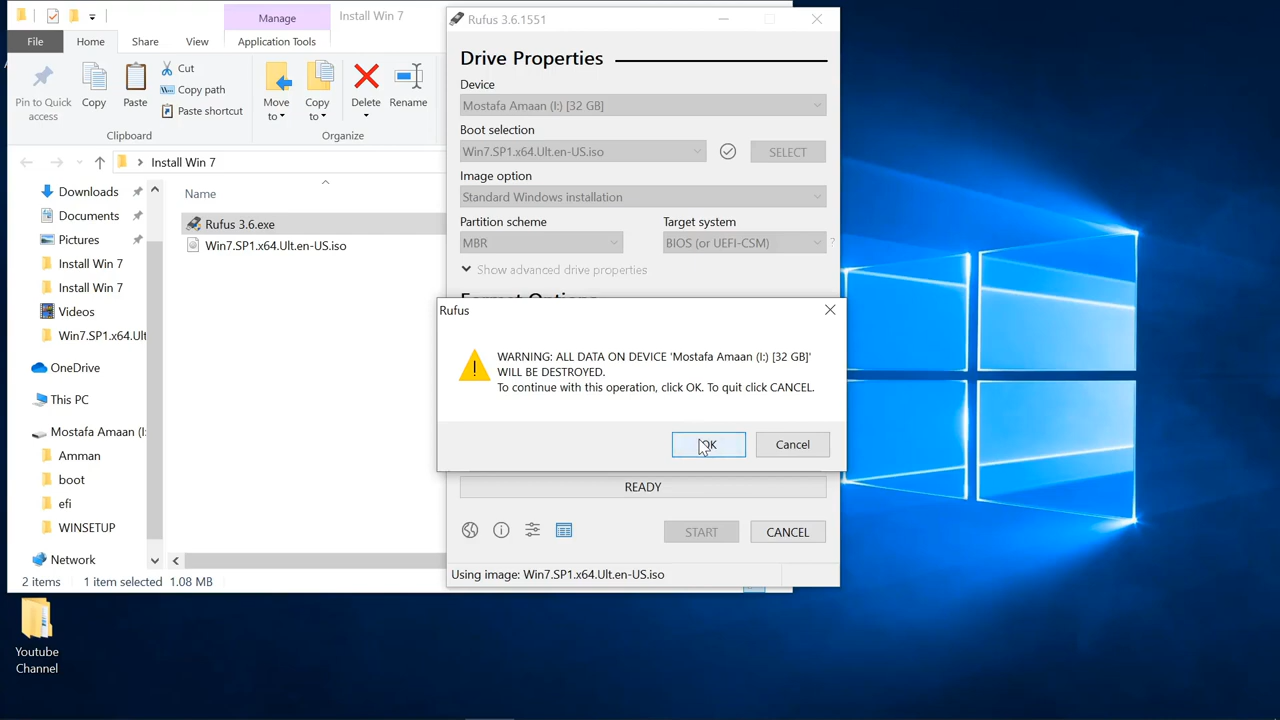 Manage
Install Win 7
File
Home
Share
View
Application Tools
Pin to Quick
access
Copy
Paste
Cut
Copy path
Paste shortcut
Move
to
Copy
to
Delete
Rename
Clipboard
Organize
Install Win 7
Downloads
Documents
Pictures
Install Win 7
Install Win 7
Videos
Win7.SP1.x64.Ult
OneDrive
This PC
Mostafa Amaan (I:
Amman
boot
efi
WINSETUP
Network
Name
Rufus 3.6.exe
Win7.SP1.x64.Ult.en-US.iso
2 items
1 item selected 1.08 MB
Rufus 3.6.1551
Drive Properties
Device
Mostafa Amaan (I:) [32 GB]
Boot selection
Win7.SP1.x64.Ult.en-US.iso
SELECT
Image option
Standard Windows installation
Partition scheme
Target system
MBR
BIOS (or UEFI-CSM)
?
Show advanced drive properties
Format Options
Rufus
WARNING: ALL DATA ON DEVICE 'Mostafa Amaan (I:) [32 GB]'
WILL BE DESTROYED.
To continue with this operation, click OK. To quit click CANCEL.
OK
Cancel
READY
START
CANCEL
Using image: Win7.SP1.x64.Ult.en-US.iso
Youtube
Channel